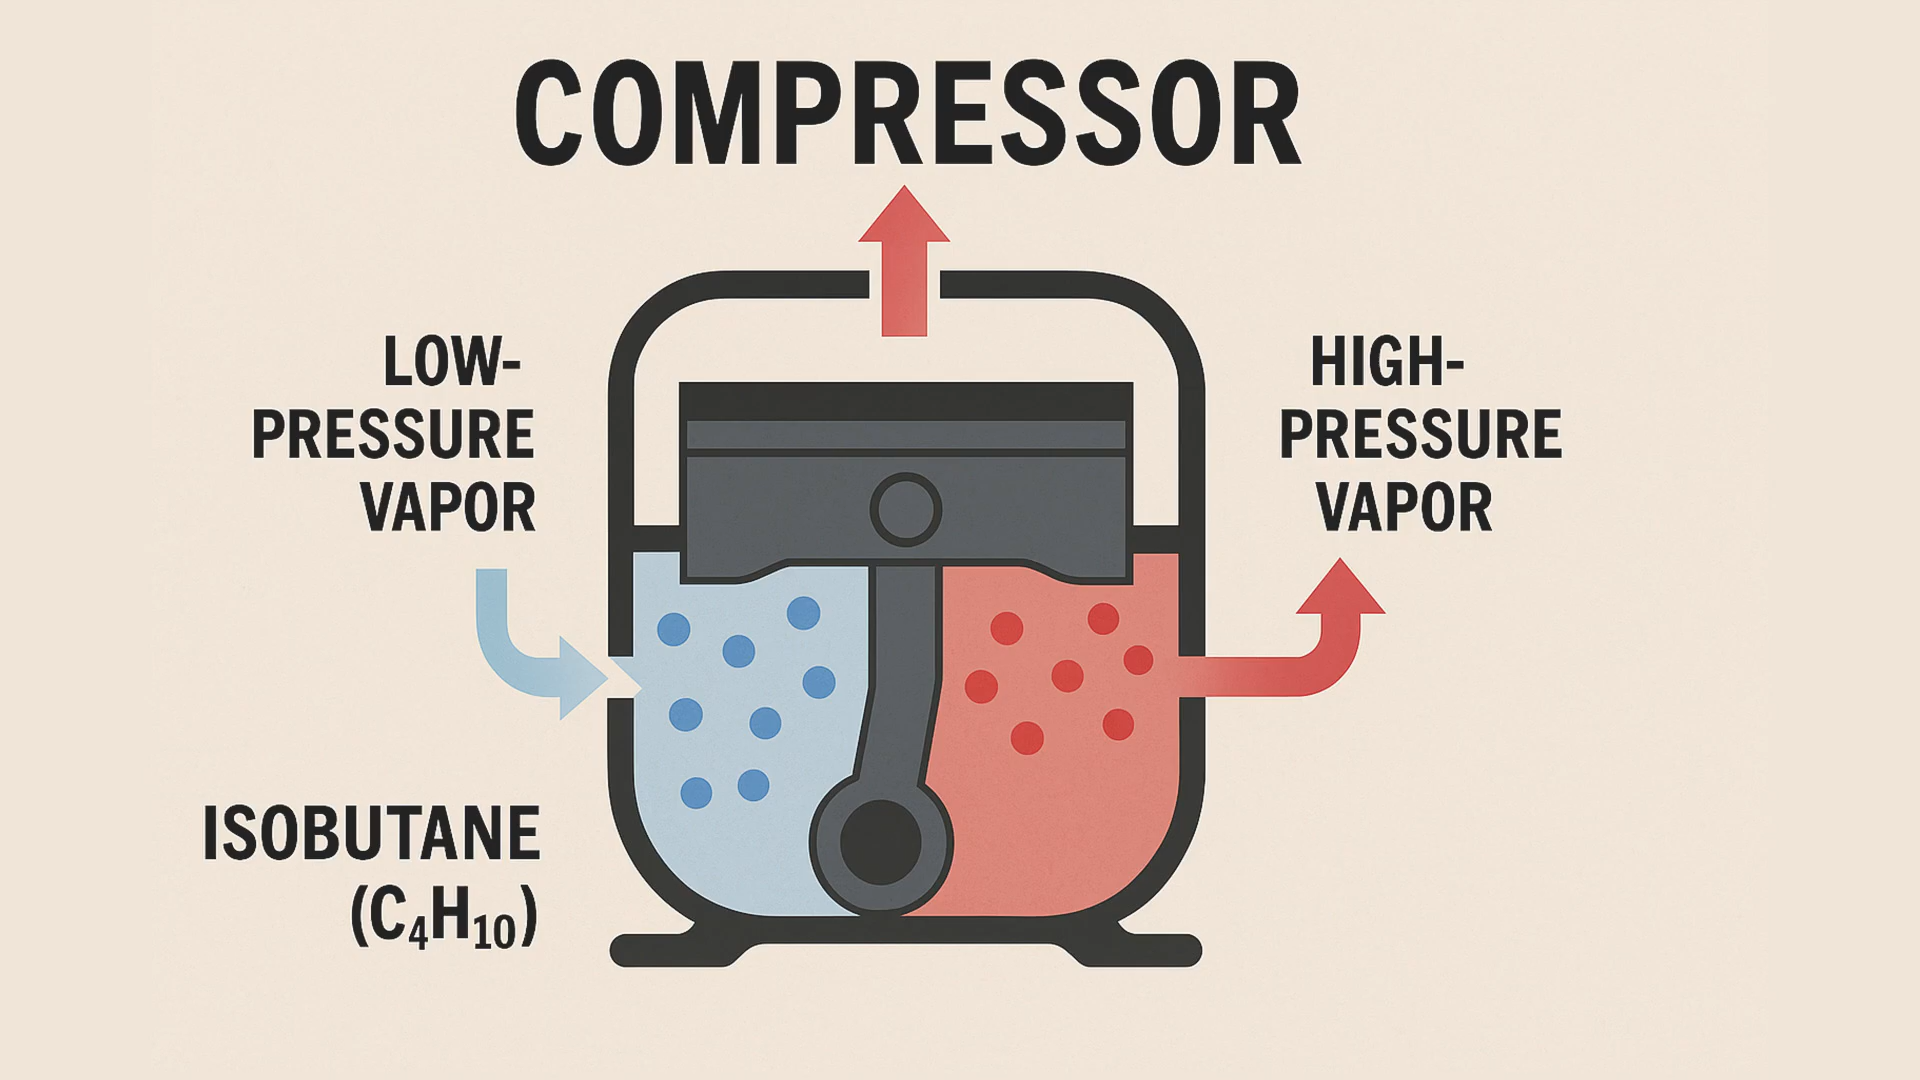 COMPRESSOR
LOW-
PRESSURE
VAPOR
HIGH-
PRESSURE
VAPOR
ISOBUTANE
(C₄H₁₀)